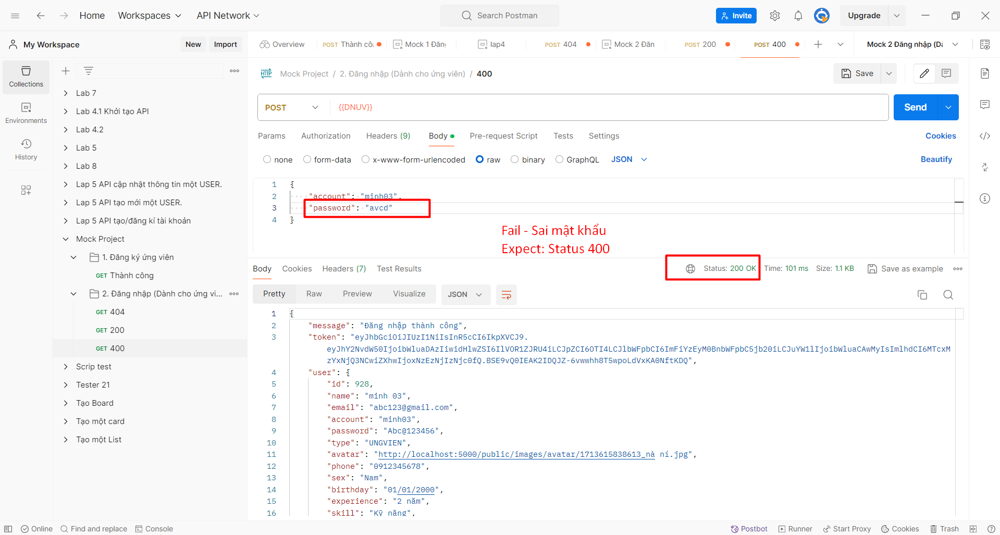 Home Workspaces API Network Search Postman Invite Upgrade
My Workspace New Import Overview POST Thành côn Mock 1 Đăng lap4 POST 404 Mock 2 Đăn POST 200 POST 400 Mock 2 Đăng nhập (Dà
Collections
Environments
History
Lab 7
Lab 4.1 Khởi tạo API
Lab 4.2
Lab 5
Lab 8
Lap 5 API cập nhật thông tin một USER.
Lap 5 API tạo mới một USER.
Lap 5 API tạo/đăng kí tài khoản
Mock Project
1. Đăng ký ứng viên
GET Thành công
2. Đăng nhập (Dành cho ứng vi...
GET 404
GET 200
GET 400
Scrip test
Tester 21
Tạo Board
Tạo một card
Tạo một List
HTTP Mock Project / 2. Đăng nhập (Dành cho ứng viên) / 400 Save
POST {{DNUV}} Send
Params Authorization Headers (9) Body Pre-request Script Tests Settings Cookies
none form-data x-www-form-urlencoded raw binary GraphQL JSON Beautify
1 {
2 "account": "minh03",
3 "password": "avcd"
4 }
Fail - Sai mật khẩu
Expect: Status 400
Body Cookies Headers (7) Test Results Status: 200 OK Time: 101 ms Size: 1.1 KB Save as example
Pretty Raw Preview Visualize JSON
1 {
2 "message": "Đăng nhập thành công",
3 "token": "eyJhbGciOiJIUzI1NiIsInR5cCI6IkpXVCJ9.
eyJhY2NvdW50IjoibWluaDAzIiwidHlwZSI6IlVOR1ZJRU4iLCJpZCI6OTI4LCJlbWFpbCI6ImFiYzEyM0BnbWFpbC5jb20iLCJuYW1lIjoibWluaCAwMyIsImlhdCI6MTcxM
zYxNjQ3NCwiZXhwIjoxNzEzNjIzNjc0fQ.BSE9vQ0IEAK2IDQJZ-6vwwhh8T5wpoLdVxKA0NftKDQ",
4 "user": {
5 "id": 928,
6 "name": "minh 03",
7 "email": "abc123@gmail.com",
8 "account": "minh03",
9 "password": "Abc@123456",
10 "type": "UNGVIEN",
11 "avatar": "http://localhost:5000/public/images/avatar/1713615838613_nà ní.jpg",
12 "phone": "0912345678",
13 "sex": "Nam",
14 "birthday": "01/01/2000",
15 "experience": "2 năm",
16 "skill": "Kỹ năng",
Online Find and replace Console Postbot Runner Start Proxy Cookies Trash